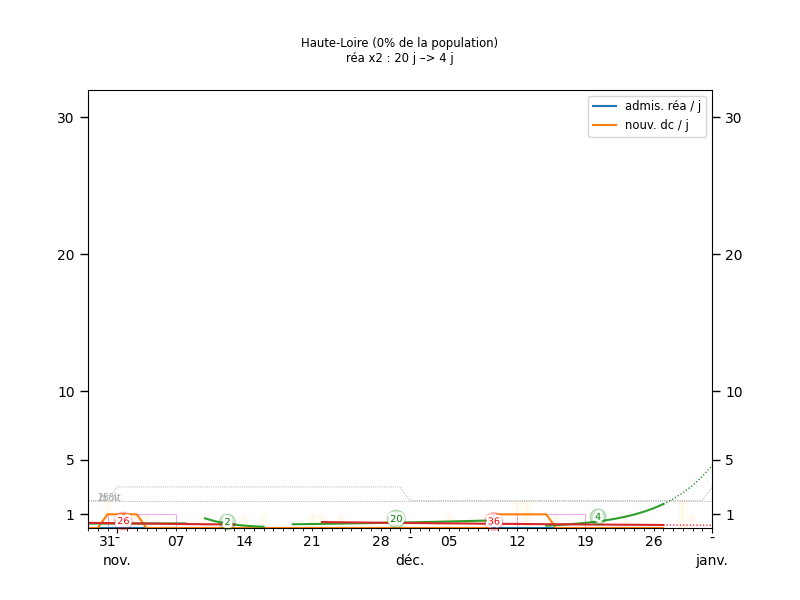 Haute-Loire (0% de la population)
réa x2 : 20 j –> 4 j
admis. réa / j
nouv. dc / j
30 30
20 20
10 10
5 5
1 1
26 2 20 36 4
31 07 14 21 28 05 12 19 26
nov. déc. janv.